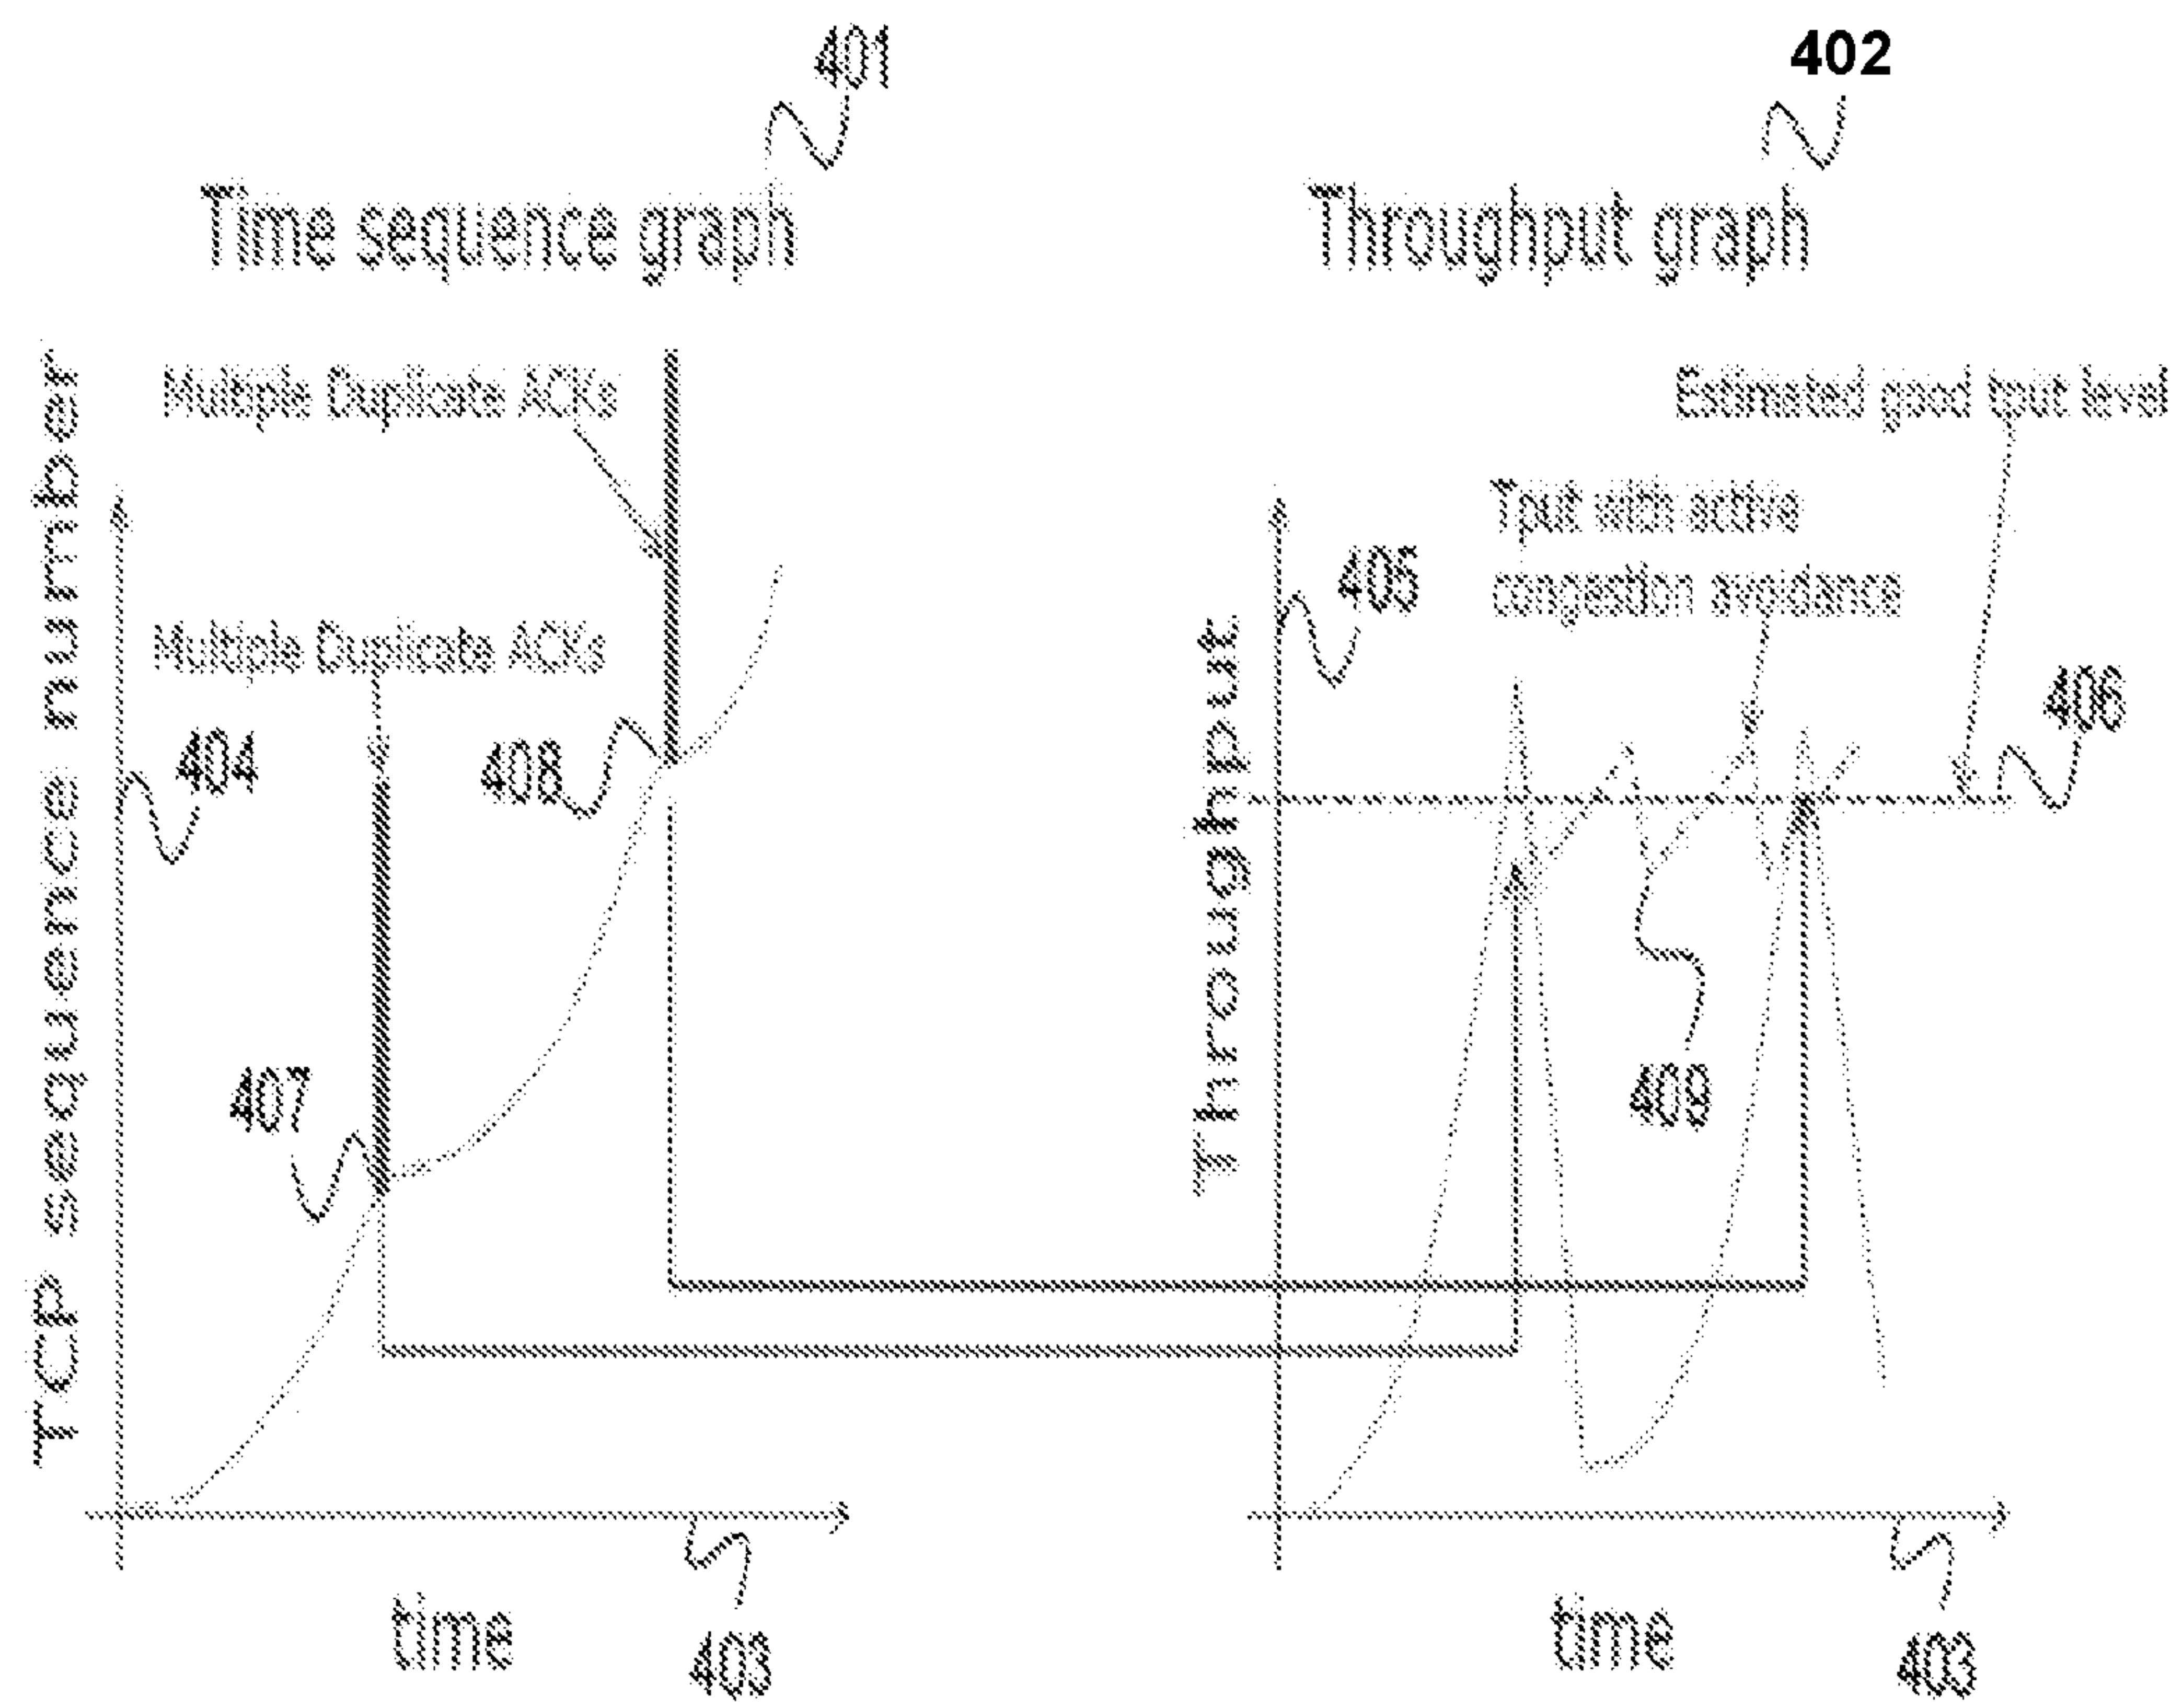 401
402
Time sequence graph
Throughput graph
Multiple Duplicate ACKs
Estimated good tput level
Tput with active
congestion avoidance
405
Multiple Duplicate ACKs
404
408
406
TCP sequence number
Throughput
407
409
time
403
time
403